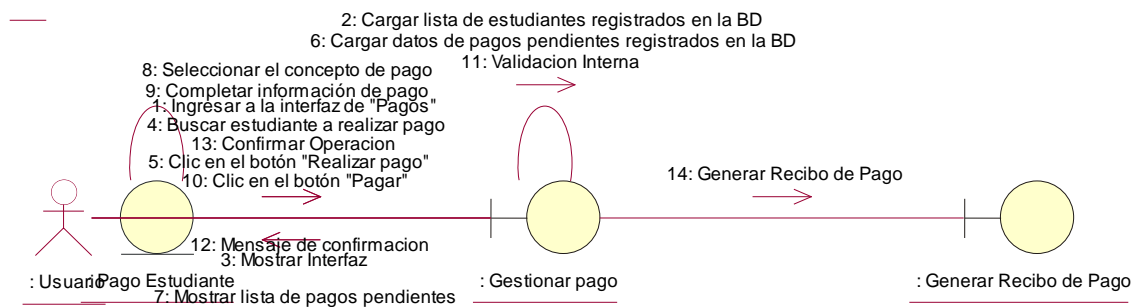 2: Cargar lista de estudiantes registrados en la BD
6: Cargar datos de pagos pendientes registrados en la BD
11: Validacion Interna
8: Seleccionar el concepto de pago
9: Completar información de pago
1: Ingresar a la interfaz de "Pagos"
4: Buscar estudiante a realizar pago
13: Confirmar Operacion
5: Clic en el botón "Realizar pago"
10: Clic en el botón "Pagar"
14: Generar Recibo de Pago
12: Mensaje de confirmacion
3: Mostrar Interfaz
: Usuario
: Pago Estudiante
: Gestionar pago
: Generar Recibo de Pago
7: Mostrar lista de pagos pendientes